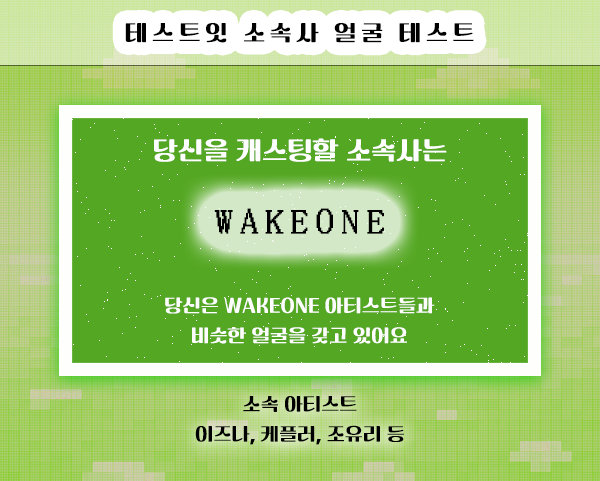 테스트잇 소속사 얼굴 테스트
당신을 캐스팅할 소속사는
WAKEONE
당신은 WAKEONE 아티스트들과
비슷한 얼굴을 갖고 있어요
소속 아티스트
이즈나, 케플러, 조유리 등